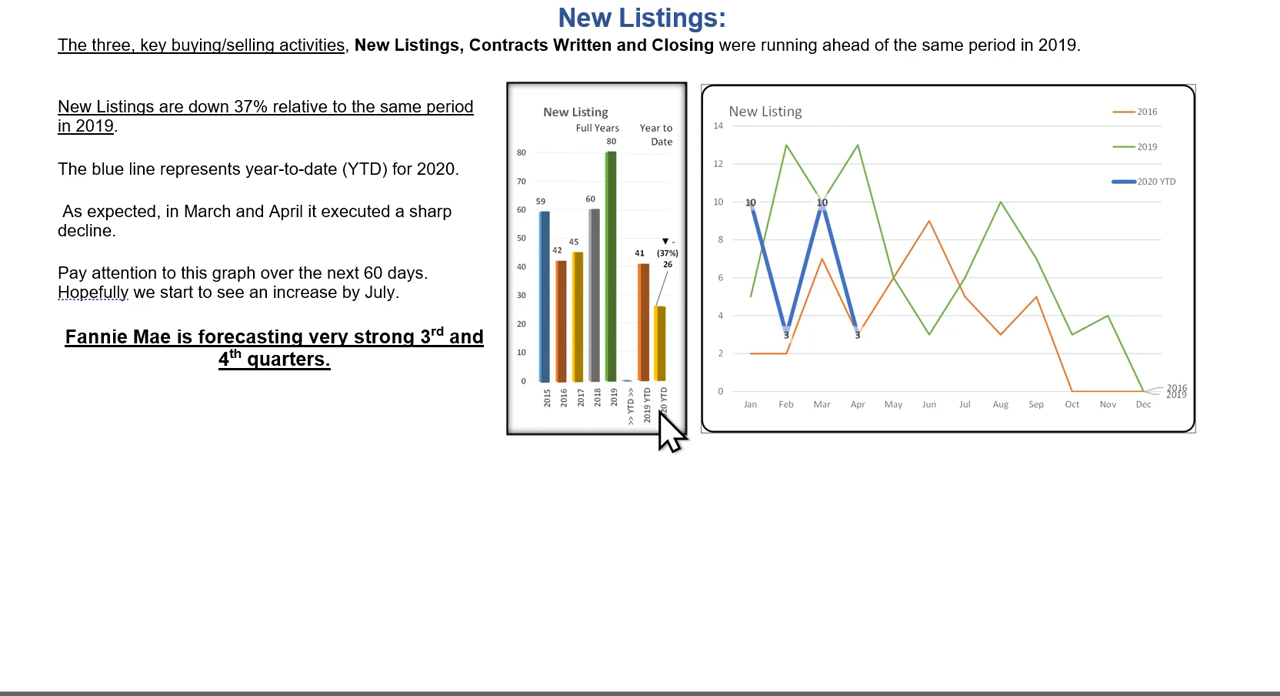 New Listings:
The three, key buying/selling activities, New Listings, Contracts Written and Closing were running ahead of the same period in 2019.
New Listings are down 37% relative to the same period
in 2019.
The blue line represents year-to-date (YTD) for 2020.
As expected, in March and April it executed a sharp
decline.
Pay attention to this graph over the next 60 days.
Hopefully we start to see an increase by July.
Fannie Mae is forecasting very strong 3rd and
4th quarters.
New Listing
Full Years
Year to
Date
80
70
60
50
40
30
20
10
0
59
42
45
60
80
41
▼ -
(37%)
26
2015
2016
2017
2018
2019
>> YTD >>
2019 YTD
20 YTD
New Listing
14
12
10
8
6
4
2
0
10
3
10
3
Jan Feb Mar Apr May Jun Jul Aug Sep Oct Nov Dec
2016
2019
2020 YTD
2016
2019